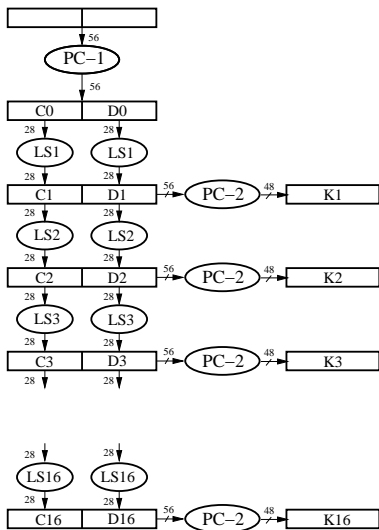 56
PC−1
56
C0 D0
28 28
LS1 LS1
28 28
C1 D1 56 PC−2 48 K1
28 28
LS2 LS2
28 28
C2 D2 56 PC−2 48 K2
28 28
LS3 LS3
28 28
C3 D3 56 PC−2 48 K3
28 28
28 28
LS16 LS16
28 28
C16 D16 56 PC−2 48 K16